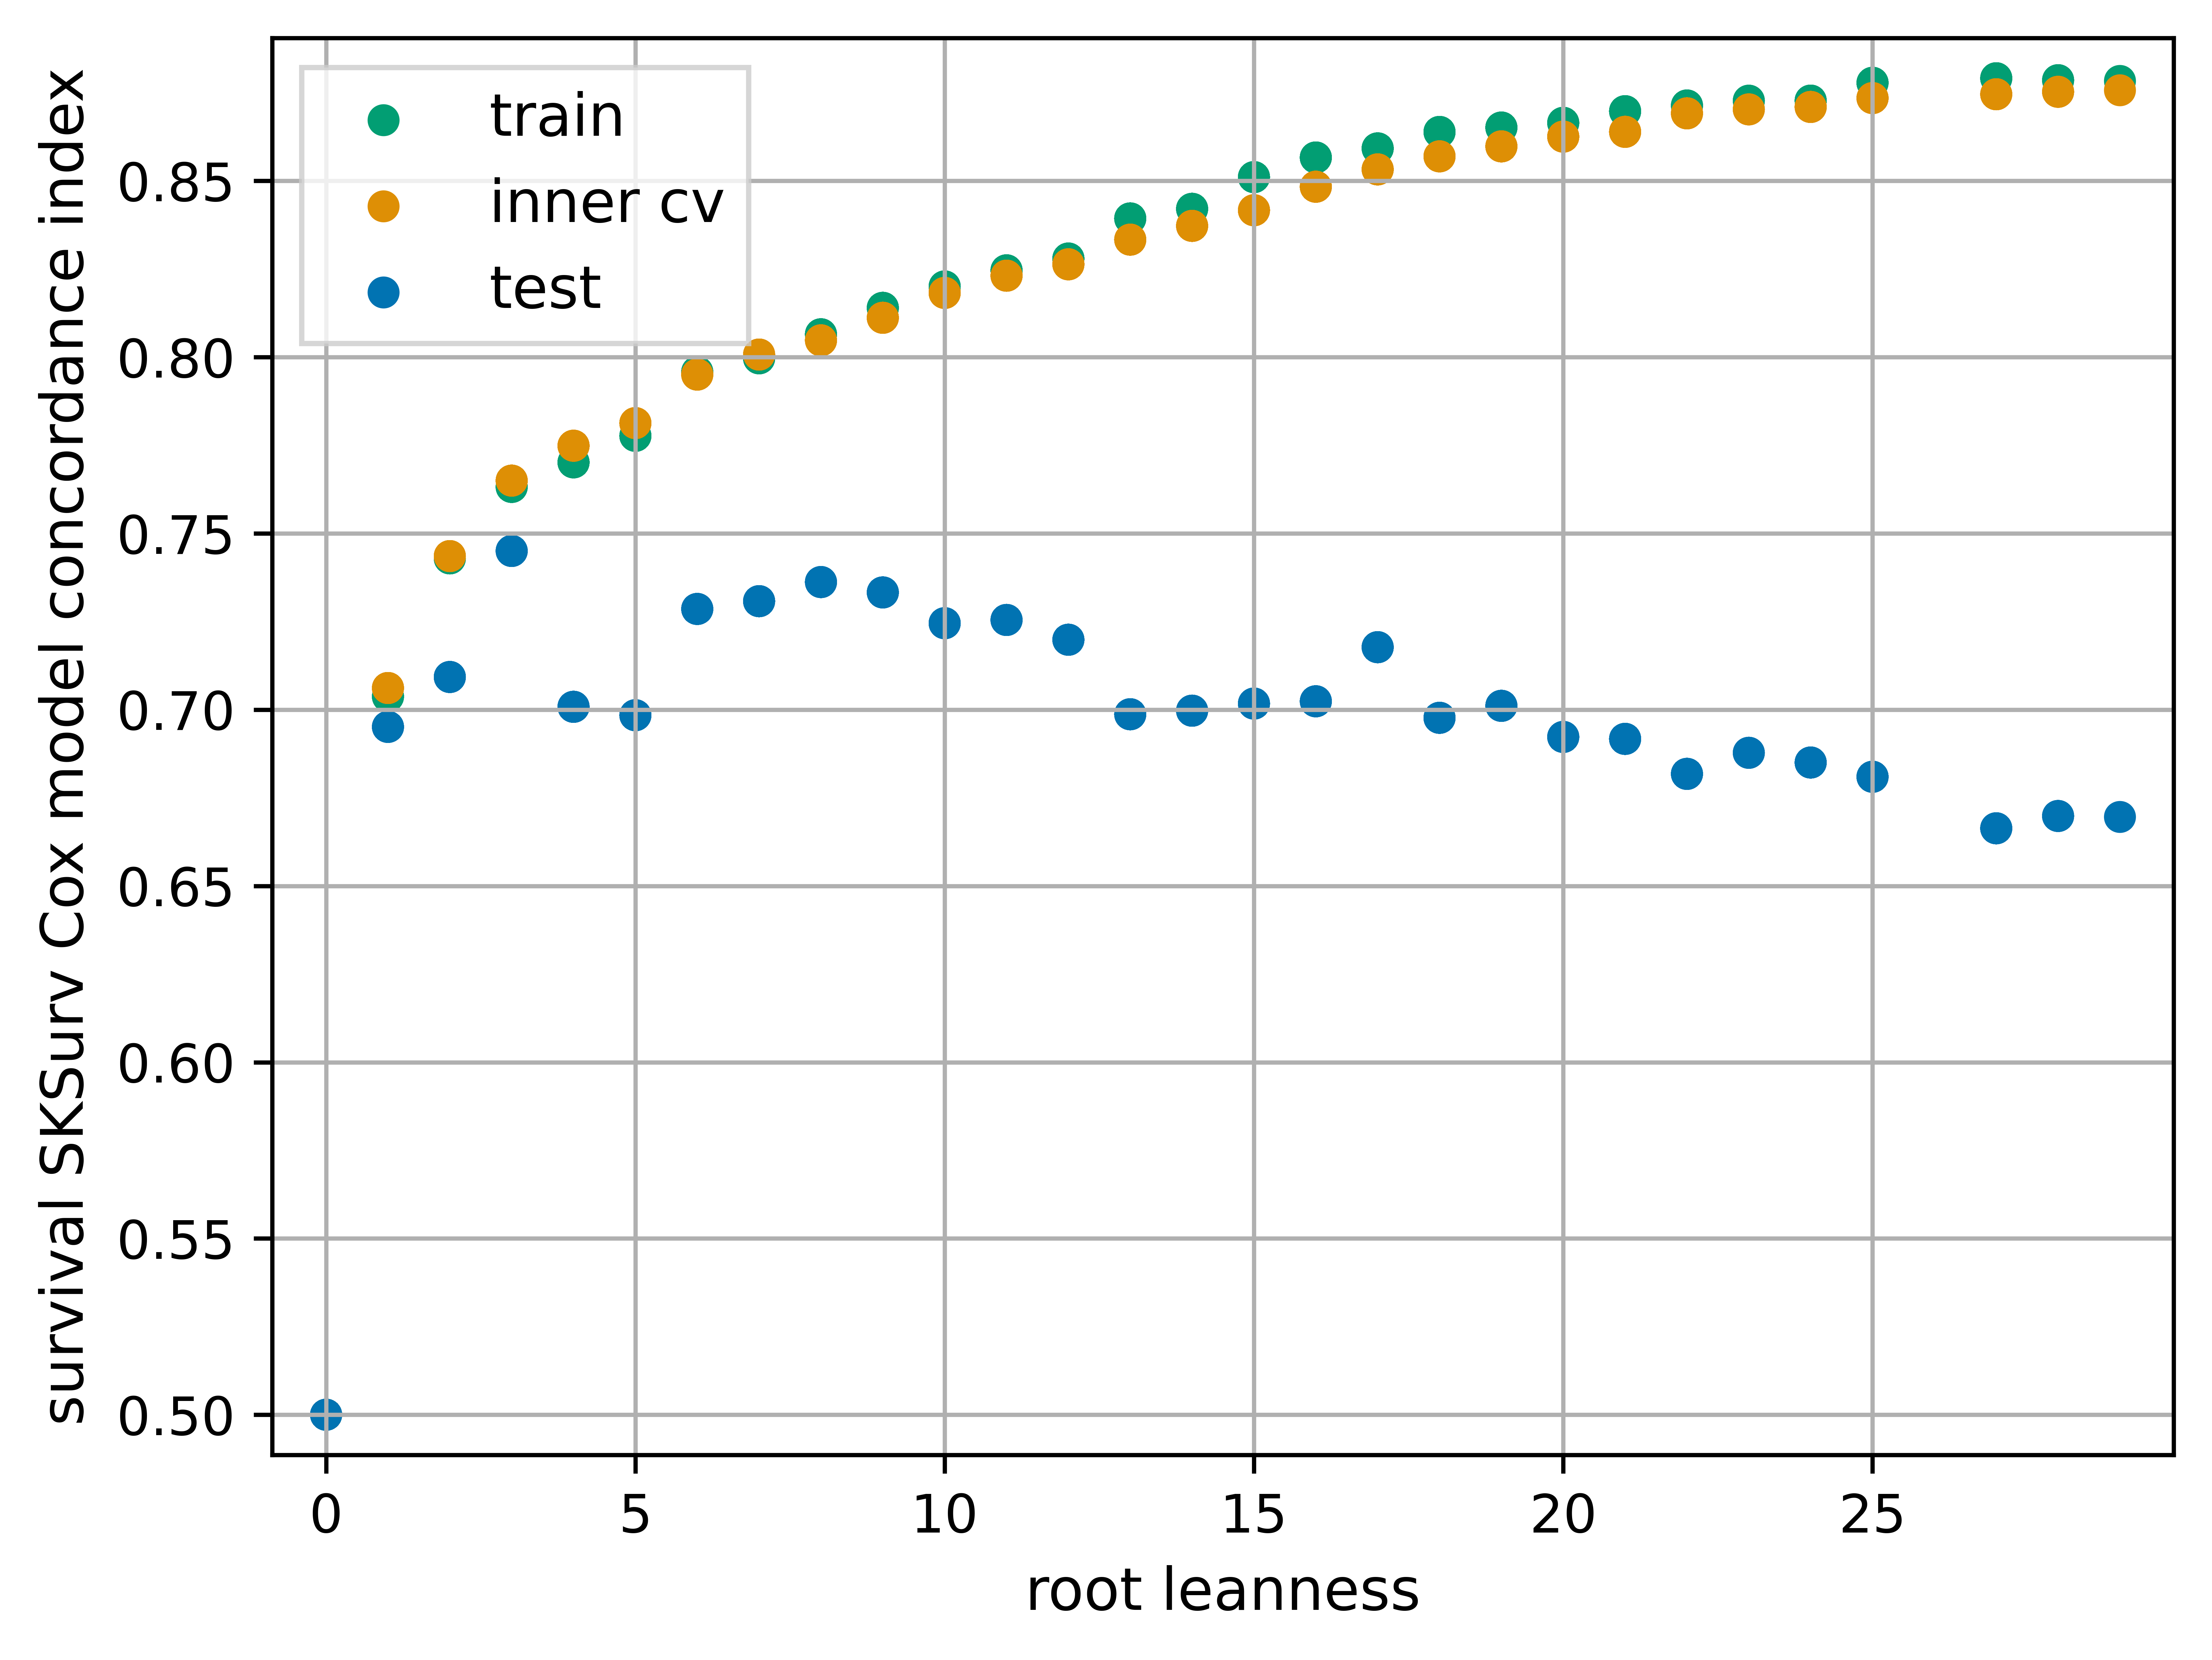 survival SKSurv Cox model concordance index
train
inner cv
test
0.85
0.80
0.75
0.70
0.65
0.60
0.55
0.50
0 5 10 15 20 25
root leanness